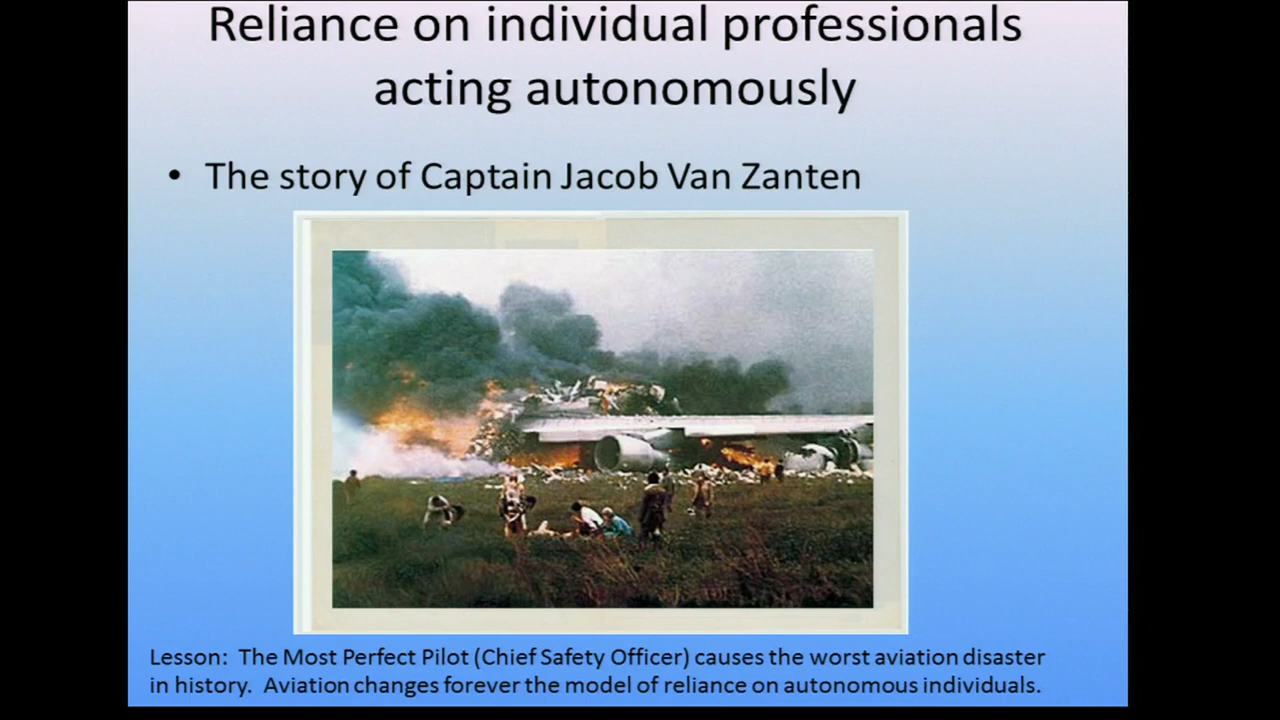 Reliance on individual professionals
acting autonomously
• The story of Captain Jacob Van Zanten
Lesson:  The Most Perfect Pilot (Chief Safety Officer) causes the worst aviation disaster
in history.  Aviation changes forever the model of reliance on autonomous individuals.